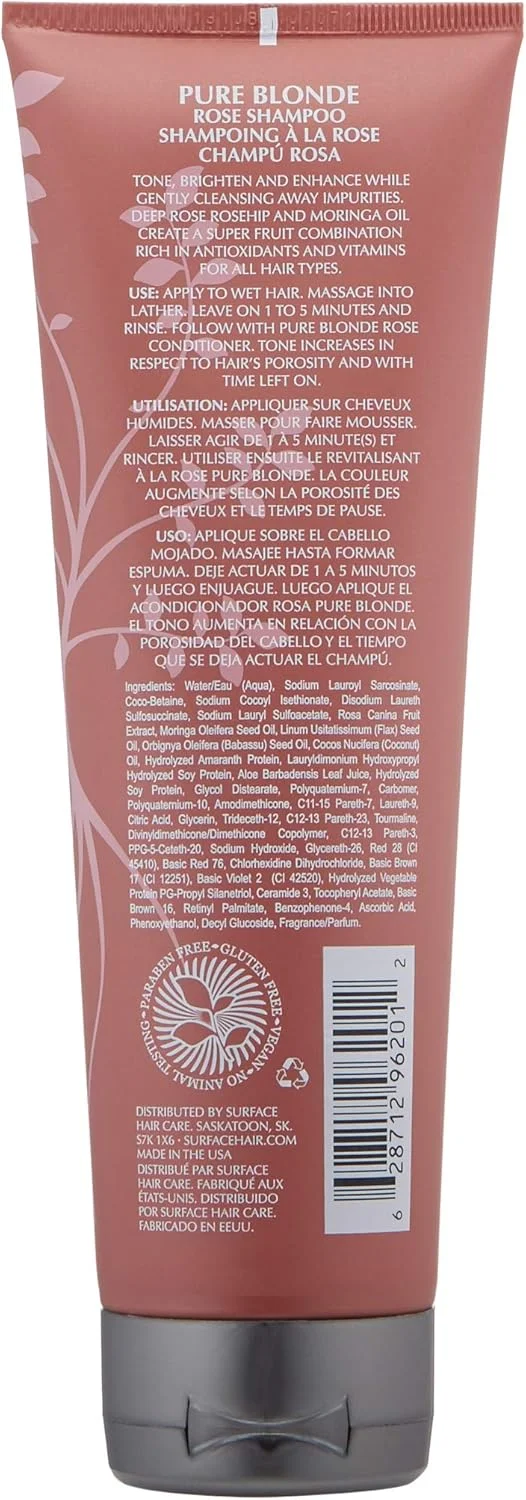 PURE BLONDE
ROSE SHAMPOO
SHAMPOING À LA ROSE
CHAMPÚ ROSA
TONE, BRIGHTEN AND ENHANCE WHILE
GENTLY CLEANSING AWAY IMPURITIES.
DEEP ROSE ROSEHIP AND MORINGA OIL
CREATE A SUPER FRUIT COMBINATION
RICH IN ANTIOXIDANTS AND VITAMINS
FOR ALL HAIR TYPES.
USE: APPLY TO WET HAIR. MASSAGE INTO
LATHER. LEAVE ON 1 TO 5 MINUTES AND
RINSE. FOLLOW WITH PURE BLONDE ROSE
CONDITIONER. TONE INCREASES IN
RESPECT TO HAIR'S POROSITY AND WITH
TIME LEFT ON.
UTILISATION: APPLIQUER SUR CHEVEUX
HUMIDES. MASSER POUR FAIRE MOUSSER.
LAISSER AGIR DE 1 À 5 MINUTE(S) ET
RINCER. UTILISER ENSUITE LE REVITALISANT
À LA ROSE PURE BLONDE. LA COULEUR
AUGMENTE SELON LA POROSITÉ DES
CHEVEUX ET LE TEMPS DE PAUSE.
USO: APLIQUE SOBRE EL CABELLO
MOJADO. MASAJEE HASTA FORMAR
ESPUMA. DEJE ACTUAR DE 1 A 5 MINUTOS
Y LUEGO ENJUAGUE. LUEGO APLIQUE EL
ACONDICIONADOR ROSA PURE BLONDE.
EL TONO AUMENTA EN RELACIÓN CON LA
POROSIDAD DEL CABELLO Y EL TIEMPO
QUE SE DEJA ACTUAR EL CHAMPÚ.
Ingredients: Water/Eau (Aqua), Sodium Lauroyl Sarcosinate,
Coco-Betaine, Sodium Cocoyl Isethionate, Disodium Laureth
Sulfosuccinate, Sodium Lauryl Sulfoacetate, Rosa Canina Fruit
Extract, Moringa Oleifera Seed Oil, Linum Usitatissimum (Flax) Seed
Oil, Orbignya Oleifera (Babassu) Seed Oil, Cocos Nucifera (Coconut)
Oil, Hydrolyzed Amaranth Protein, Lauryldimonium Hydroxypropyl
Hydrolyzed Soy Protein, Aloe Barbadensis Leaf Juice, Hydrolyzed
Soy Protein, Glycol Distearate, Polyquaternium-7, Carbomer,
Polyquaternium-10, Amodimethicone, C11-15 Pareth-7, Laureth-9,
Citric Acid, Glycerin, Trideceth-12, C12-13 Pareth-23, Tourmaline,
Divinyldimethicone/Dimethicone Copolymer, C12-13 Pareth-3,
PPG-5-Ceteth-20, Sodium Hydroxide, Glycereth-26, Red 28 (CI
45410), Basic Red 76, Chlorhexidine Dihydrochloride, Basic Brown
17 (CI 12251), Basic Violet 2 (CI 42520), Hydrolyzed Vegetable
Protein PG-Propyl Silanetriol, Ceramide 3, Tocopheryl Acetate, Basic
Brown 16, Retinyl Palmitate, Benzophenone-4, Ascorbic Acid,
Phenoxyethanol, Decyl Glucoside, Fragrance/Parfum.
PARABEN FREE • GLUTEN FREE • VEGAN • NO ANIMAL TESTING •
DISTRIBUTED BY SURFACE
HAIR CARE. SASKATOON, SK.
S7K 1X6 • SURFACEHAIR.COM
MADE IN THE USA
DISTRIBUÉ PAR SURFACE
HAIR CARE. FABRIQUÉ AUX
ÉTATS-UNIS. DISTRIBUIDO
POR SURFACE HAIR CARE.
FABRICADO EN EEUU.
6 28712 96201 2